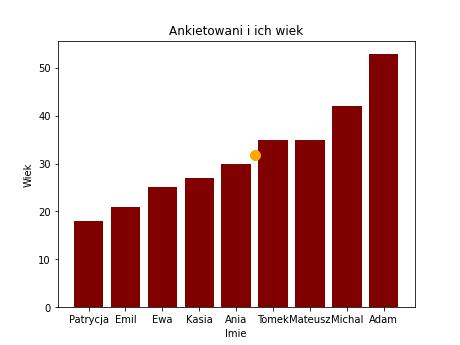 Ankietowani i ich wiek
Wiek
50
40
30
20
10
0
Patrycja Emil Ewa Kasia Ania Tomek Mateusz Michal Adam
Imie